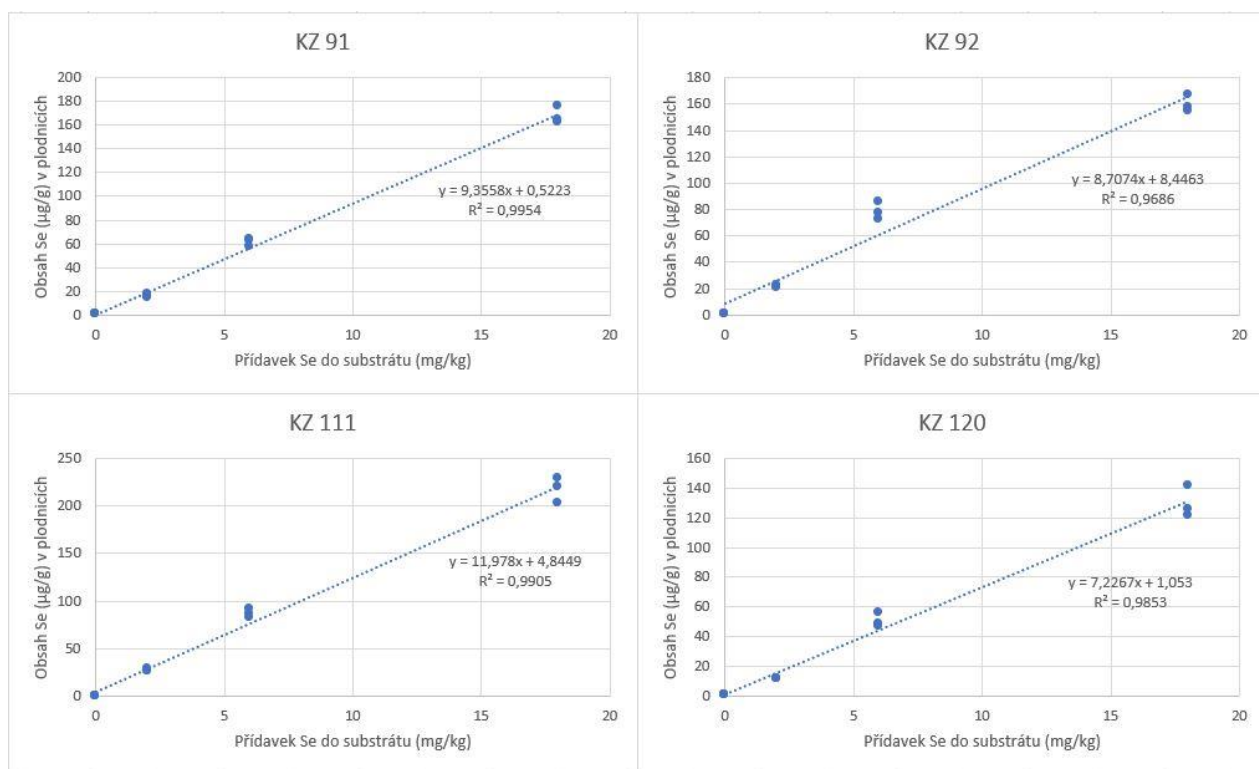 KZ 91
200
180
160
140
120
100
80
60
40
20
0
Obsah Se (µg/g) v plodnicích
y = 9,3558x + 0,5223
R² = 0,9954
0 5 10 15 20
Přídavek Se do substrátu (mg/kg)
KZ 92
180
160
140
120
100
80
60
40
20
0
Obsah Se (µg/g) v plodnicích
y = 8,7074x + 8,4463
R² = 0,9686
0 5 10 15 20
Přídavek Se do substrátu (mg/kg)
KZ 111
250
200
150
100
50
0
Obsah Se (µg/g) v plodnicích
y = 11,978x + 4,8449
R² = 0,9905
0 5 10 15 20
Přídavek Se do substrátu (mg/kg)
KZ 120
160
140
120
100
80
60
40
20
0
Obsah Se (µg/g) v plodnicích
y = 7,2267x + 1,053
R² = 0,9853
0 5 10 15 20
Přídavek Se do substrátu (mg/kg)